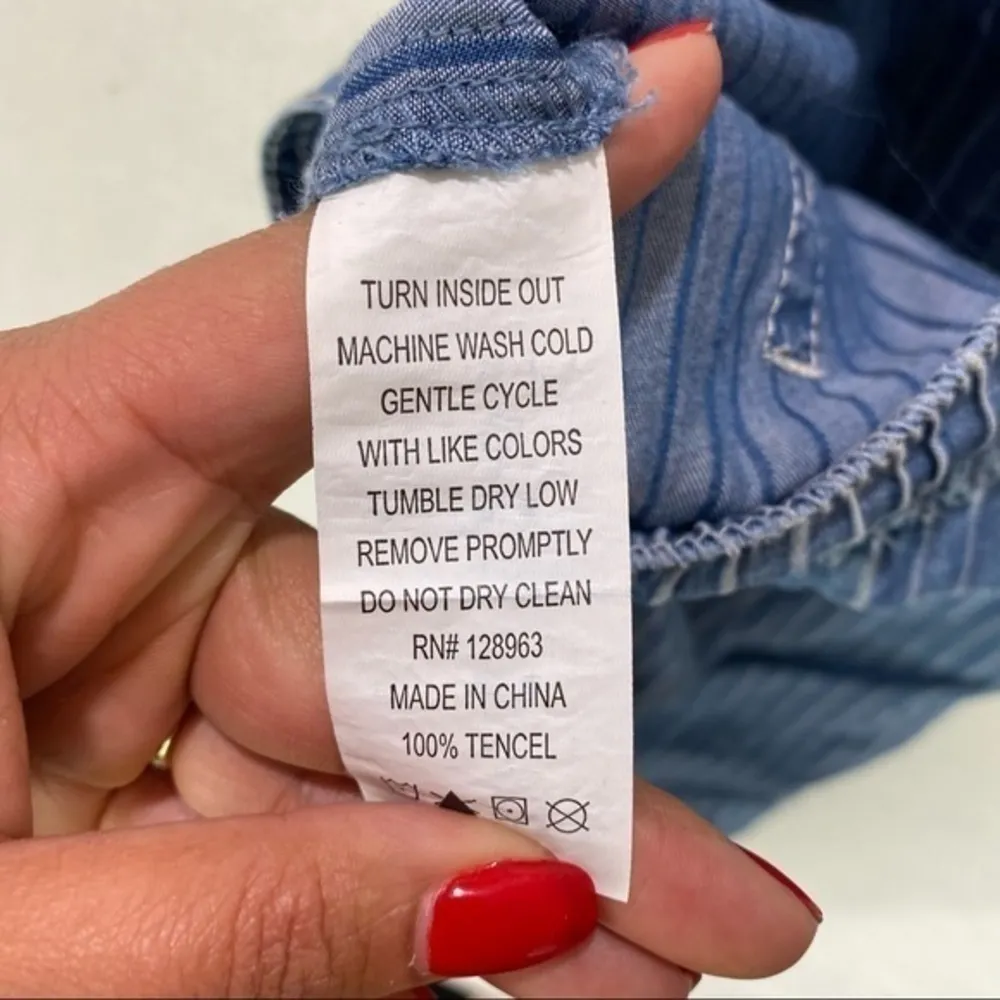 TURN INSIDE OUT
MACHINE WASH COLD
GENTLE CYCLE
WITH LIKE COLORS
TUMBLE DRY LOW
REMOVE PROMPTLY
DO NOT DRY CLEAN
RN# 128963
MADE IN CHINA
100% TENCEL